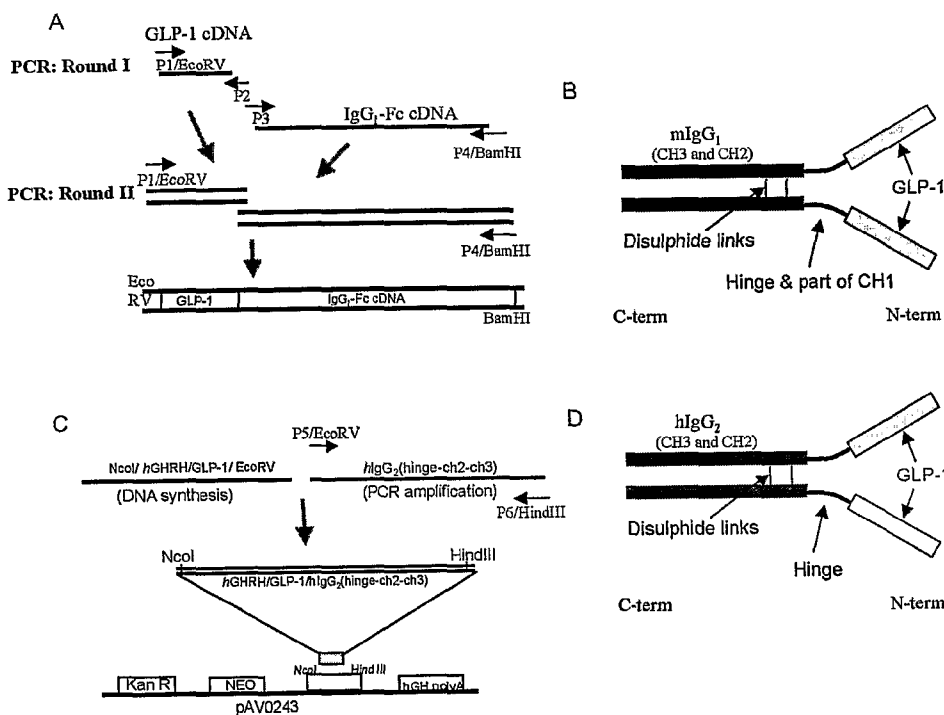 A
GLP-1 cDNA
PCR: Round I
P1/EcoRV
P2
P3
IgG1-Fc cDNA
P4/BamHI
P1/EcoRV
PCR: Round II
P4/BamHI
Eco
RV
GLP-1
IgG1-Fc cDNA
BamHI
B
mIgG1
(CH3 and CH2)
GLP-1
Disulphide links
Hinge & part of CH1
C-term
N-term
C
P5/EcoRV
NcoI/ hGHRH/GLP-1/ EcoRV
hIgG2(hinge-ch2-ch3)
(DNA synthesis)
(PCR amplification)
P6/HindIII
NcoI
HindIII
hGHRH/GLP-1/hIgG2(hinge-ch2-ch3)
NcoI
Hind III
Kan R
NEO
hGH polyA
pAV0243
D
hIgG2
(CH3 and CH2)
GLP-1
Disulphide links
Hinge
C-term
N-term